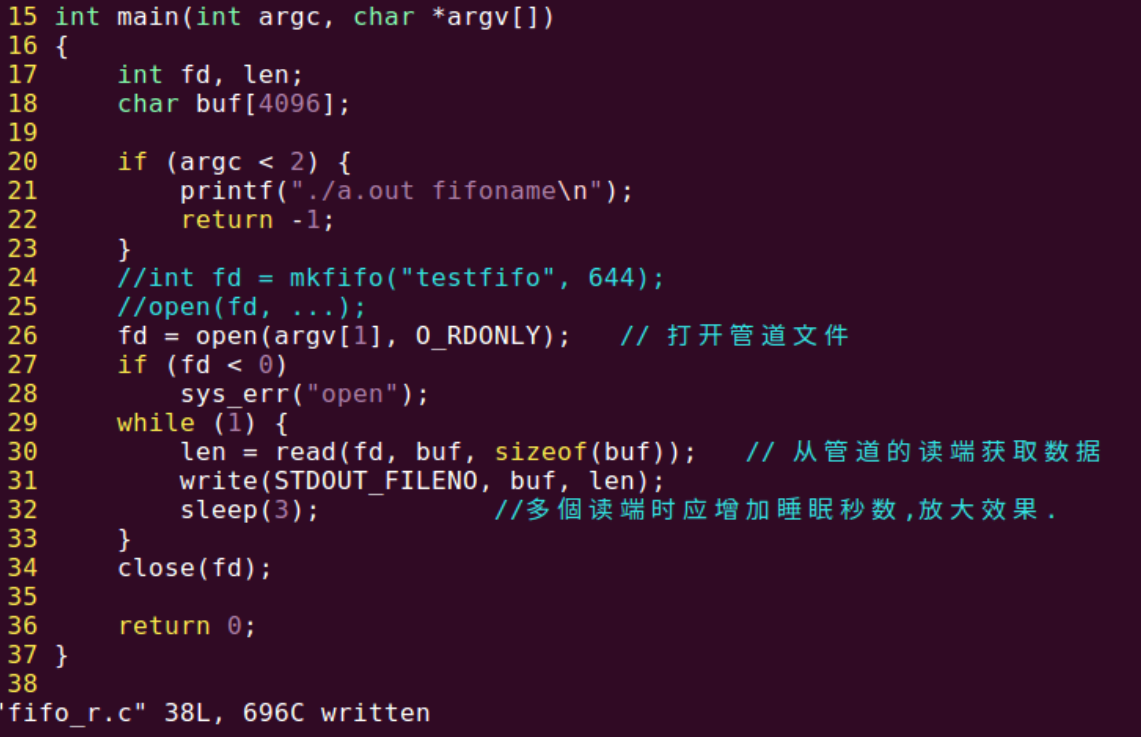 15 int main(int argc, char *argv[])
16 {
17     int fd, len;
18     char buf[4096];
19
20     if (argc < 2) {
21         printf("./a.out fifoname\n");
22         return -1;
23     }
24     //int fd = mkfifo("testfifo", 644);
25     //open(fd, ...);
26     fd = open(argv[1], O_RDONLY);   // 打开管道文件
27     if (fd < 0)
28         sys_err("open");
29     while (1) {
30         len = read(fd, buf, sizeof(buf));   // 从管道的读端获取数据
31         write(STDOUT_FILENO, buf, len);
32         sleep(3);           //多個读端时应增加睡眠秒数,放大效果.
33     }
34     close(fd);
35
36     return 0;
37 }
38
"fifo_r.c" 38L, 696C written